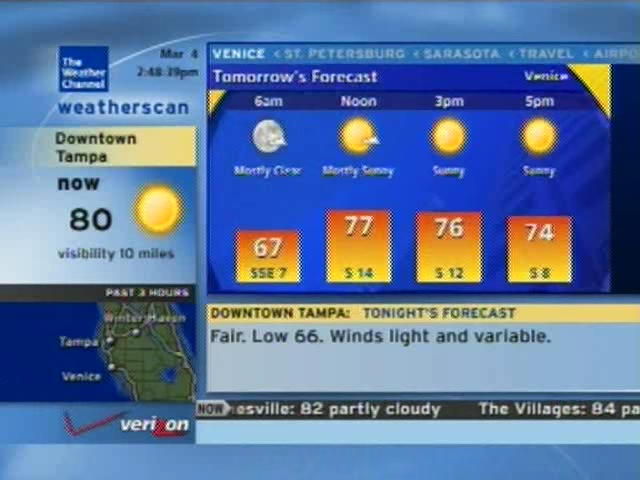 Mar 4
2:48:39pm
The
Weather
Channel
weatherscan
VENICE < ST. PETERSBURG < SARASOTA < TRAVEL < AIRPO
Tomorrow's Forecast
Venice
6am Noon 3pm 5pm
Mostly Clear Mostly Sunny Sunny Sunny
67 77 76 74
SSE 7 S 14 S 12 S 8
Downtown
Tampa
now
80
visibility 10 miles
PAST 3 HOURS
Winter Haven
Tampa
Venice
DOWNTOWN TAMPA: TONIGHT'S FORECAST
Fair. Low 66. Winds light and variable.
NOW esville: 82 partly cloudy The Villages: 84 pa
verizon